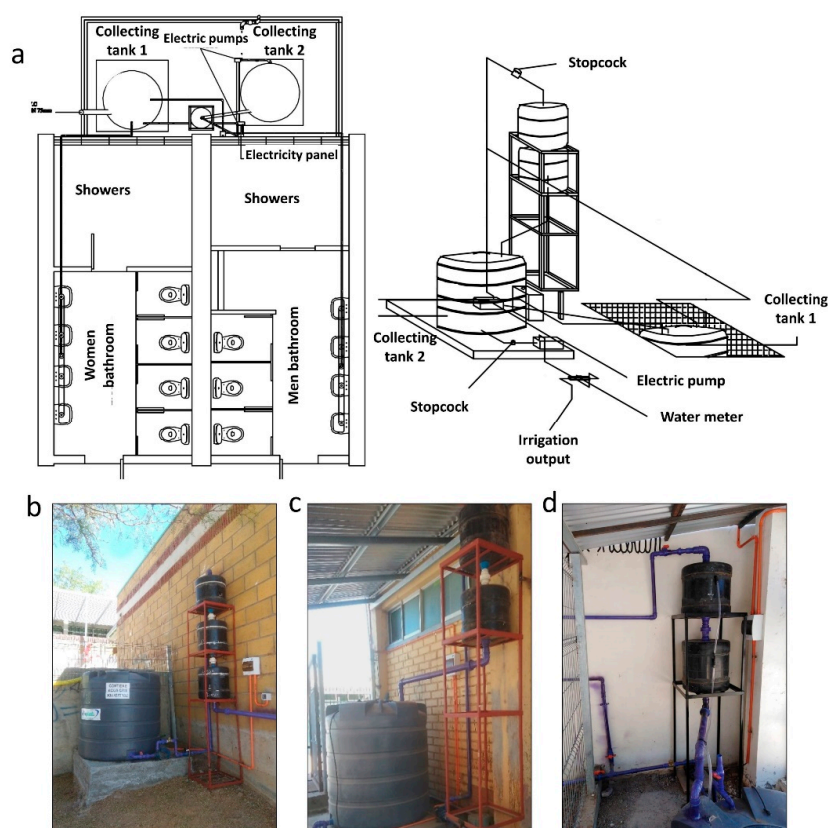 a
Collecting
tank 1
Electric pumps
Collecting
tank 2
Electricity panel
Showers
Showers
Women
bathroom
Men bathroom
Stopcock
Collecting
tank 1
Collecting
tank 2
Electric pump
Stopcock
Water meter
Irrigation
output
b
c
d